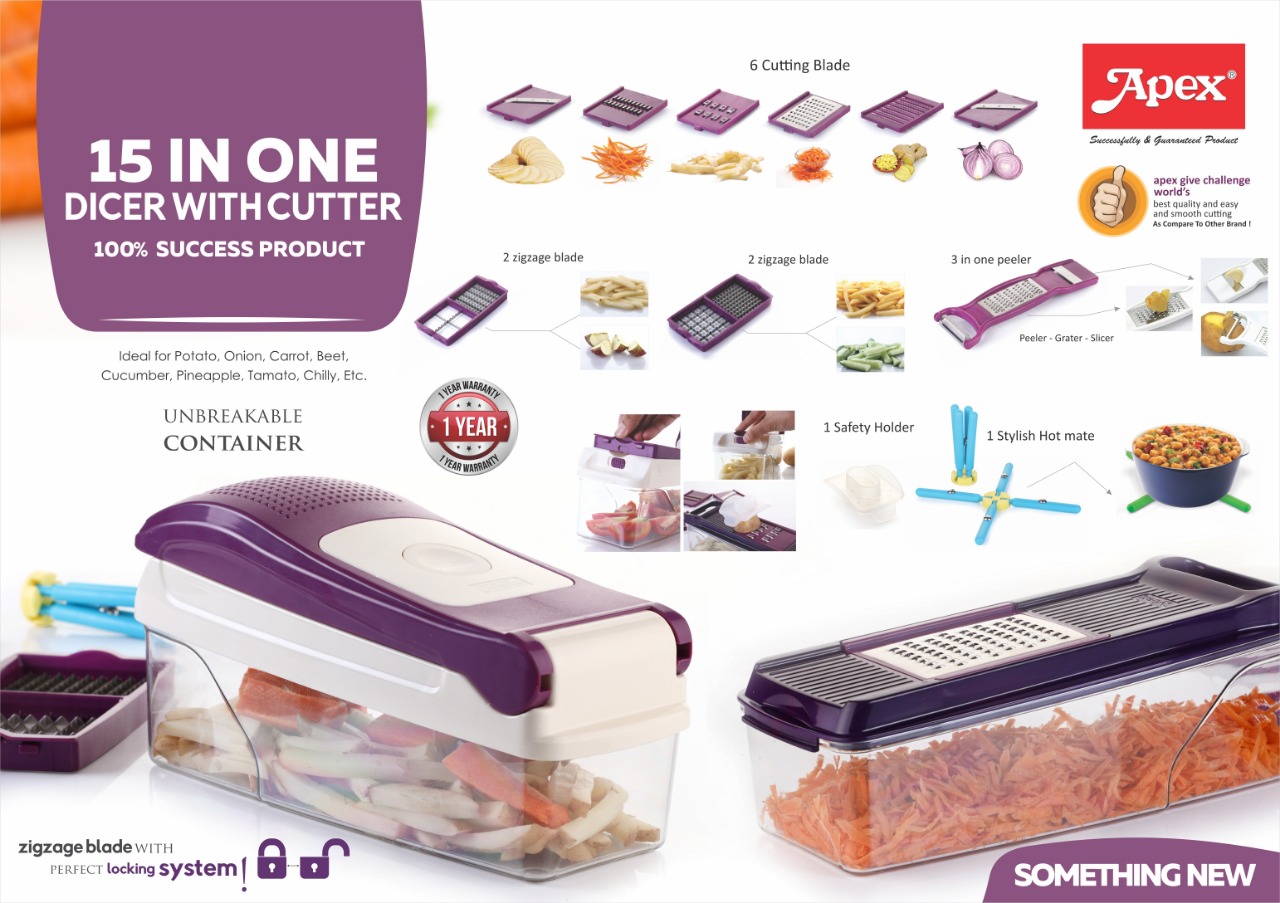 15 IN ONE
DICER WITH CUTTER
100% SUCCESS PRODUCT
Ideal for Potato, Onion, Carrot, Beet,
Cucumber, Pineapple, Tamato, Chilly, Etc.
UNBREAKABLE
CONTAINER
6 Cutting Blade
Apex®
Successfully & Guaranteed Product
apex give challenge
world's
best quality and easy
and smooth cutting
As Compare To Other Brand !
2 zigzage blade
2 zigzage blade
3 in one peeler
Peeler - Grater - Slicer
1 YEAR WARRANTY
1 YEAR
1 YEAR WARRANTY
1 Safety Holder
1 Stylish Hot mate
zigzage blade WITH
PERFECT locking system!
SOMETHING NEW